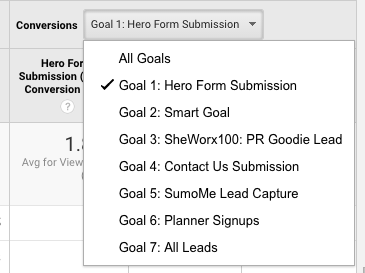 Conversions
Goal 1: Hero Form Submission
All Goals
Goal 1: Hero Form Submission
Goal 2: Smart Goal
Goal 3: SheWorx100: PR Goodie Lead
Goal 4: Contact Us Submission
Goal 5: SumoMe Lead Capture
Goal 6: Planner Signups
Goal 7: All Leads
Hero For
Submission (
Conversion
?
1.
Avg for View